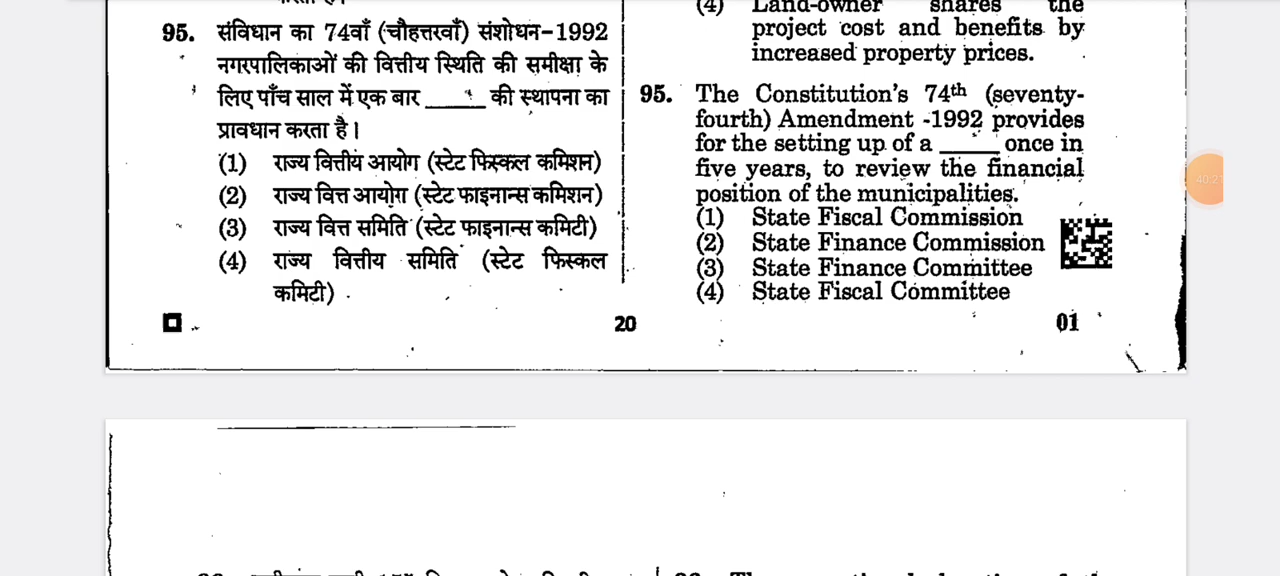 95. संविधान का 74वाँ (चौहत्तरवाँ) संशोधन-1992
नगरपालिकाओं की वित्तीय स्थिति की समीक्षा के
लिए पाँच साल में एक बार _____ की स्थापना का
प्रावधान करता है।
(1) राज्य वित्तीय आयोग (स्टेट फिस्कल कमिशन)
(2) राज्य वित्त आयोग (स्टेट फाइनान्स कमिशन)
(3) राज्य वित्त समिति (स्टेट फाइनान्स कमिटी)
(4) राज्य वित्तीय समिति (स्टेट फिस्कल
कमिटी)
(4) Land-owner shares the
project cost and benefits by
increased property prices.
95. The Constitution's 74th (seventy-
fourth) Amendment -1992 provides
for the setting up of a _____ once in
five years, to review the financial
position of the municipalities.
(1) State Fiscal Commission
(2) State Finance Commission
(3) State Finance Committee
(4) State Fiscal Committee
20
01
40:21